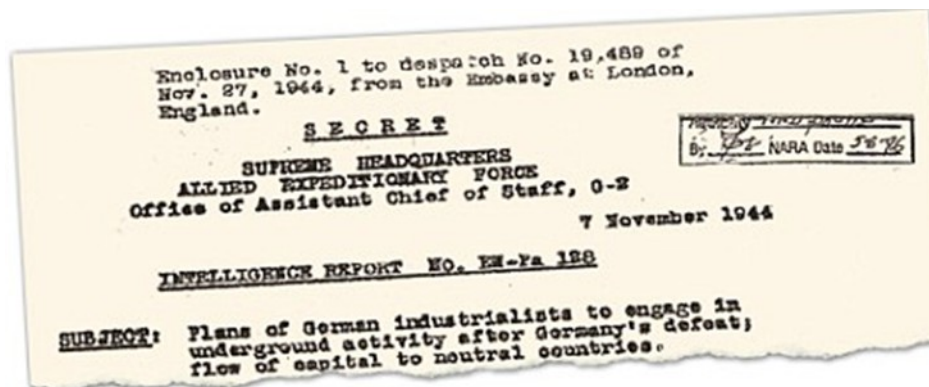 Enclosure No. 1 to despatch No. 19,489 of
Nov. 27, 1944, from the Embassy at London,
England.
S E C R E T
SUPREME HEADQUARTERS
ALLIED EXPEDITIONARY FORCE
Office of Assistant Chief of Staff, G-2
By NARA Date 5-6-96
7 November 1944
INTELLIGENCE REPORT NO. EW-Pa 128
SUBJECT: Plans of German industrialists to engage in
underground activity after Germany's defeat;
flow of capital to neutral countries.